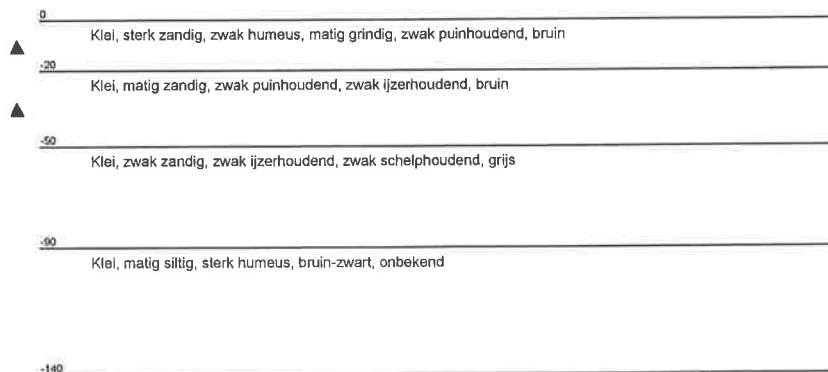 0
Klei, sterk zandig, zwak humeus, matig grindig, zwak puinhoudend, bruin
-20
Klei, matig zandig, zwak puinhoudend, zwak ijzerhoudend, bruin
-50
Klei, zwak zandig, zwak ijzerhoudend, zwak schelphoudend, grijs
-90
Klei, matig siltig, sterk humeus, bruin-zwart, onbekend
-140